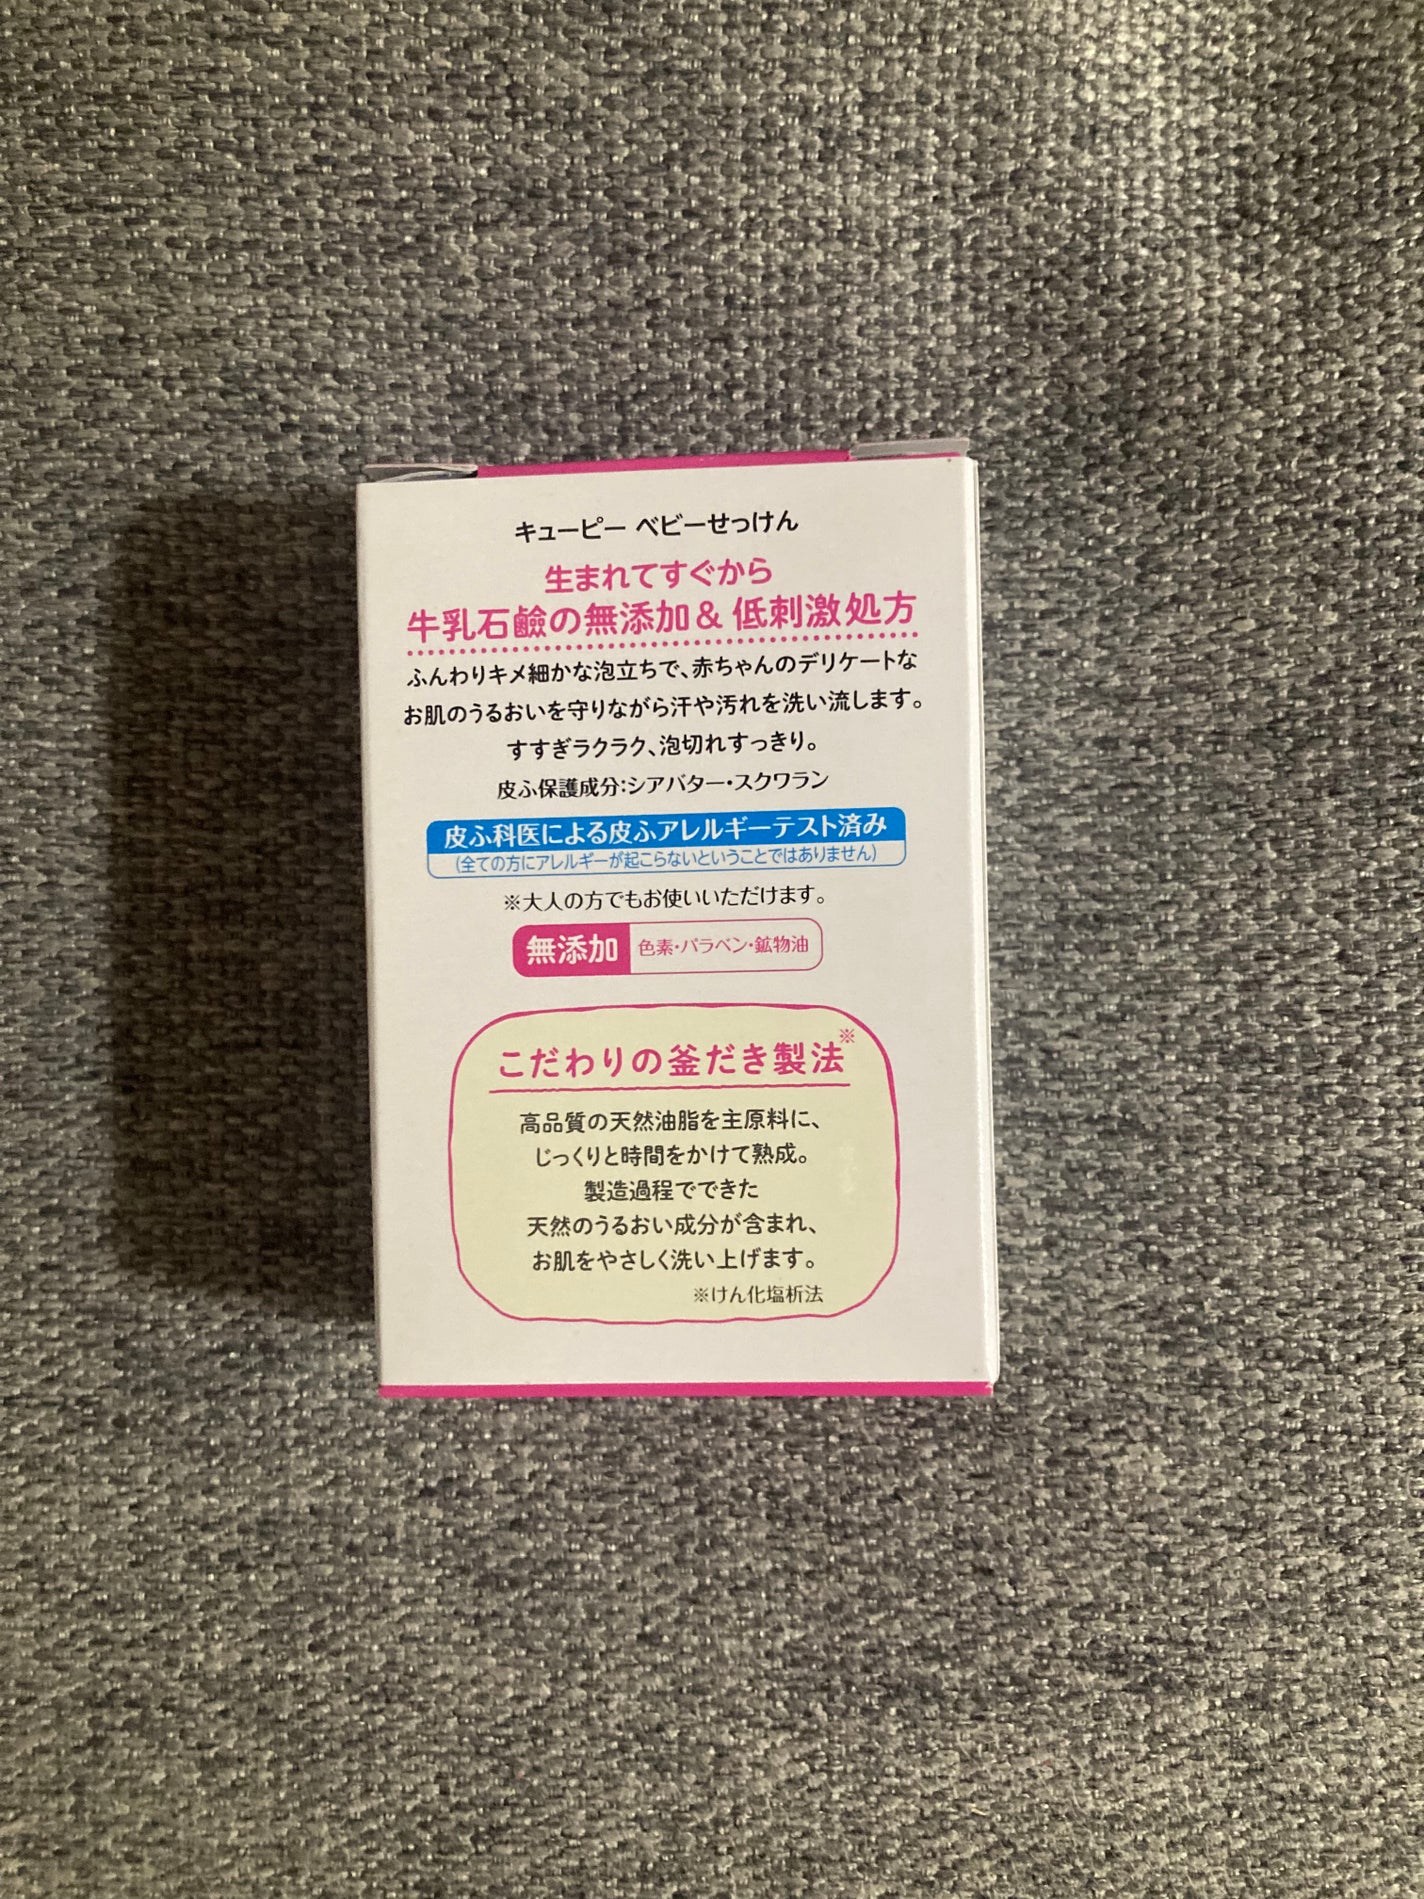 キューピー ベビーせっけん
生まれてすぐから
牛乳石鹼の無添加＆低刺激処方
ふんわりキメ細かな泡立ちで、赤ちゃんのデリケートな
お肌のうるおいを守りながら汗や汚れを洗い流します。
すすぎラクラク、泡切れすっきり。
皮ふ保護成分：シアバター・スクワラン
皮ふ科医による皮ふアレルギーテスト済み
（全ての方にアレルギーが起こらないということではありません）
※大人の方でもお使いいただけます。
無添加 色素・パラベン・鉱物油
こだわりの釜だき製法※
高品質の天然油脂を主原料に、
じっくりと時間をかけて熟成。
製造過程でできた
天然のうるおい成分が含まれ、
お肌をやさしく洗い上げます。
※けん化塩析法